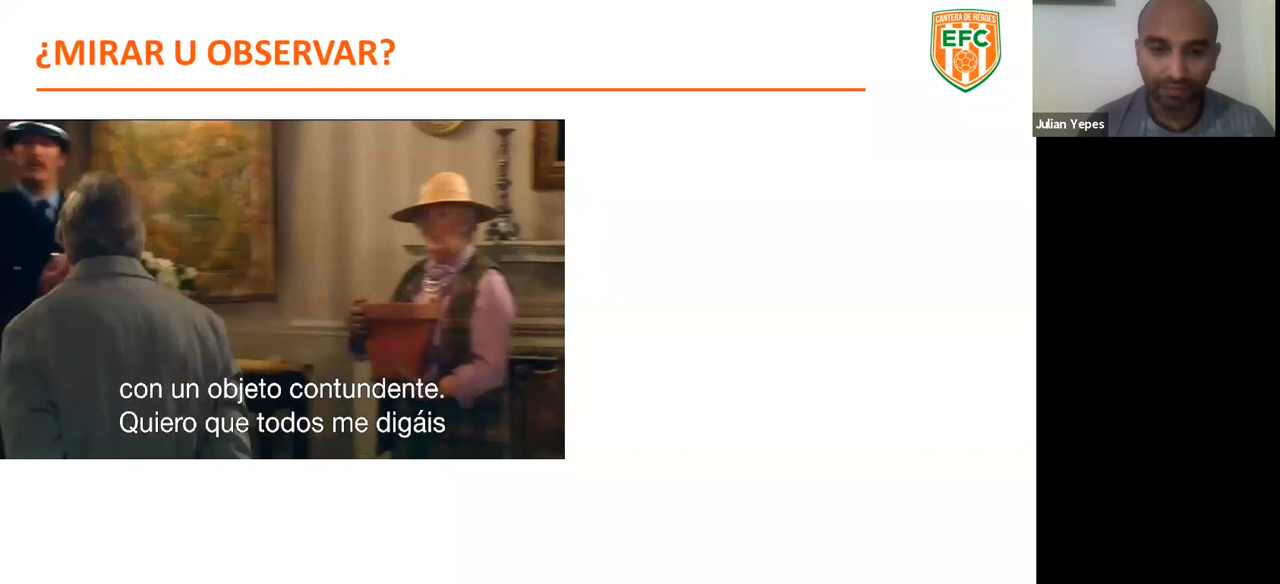 ¿MIRAR U OBSERVAR?
CANTERA DE HÉROES
EFC
Julian Yepes
con un objeto contundente.
Quiero que todos me digáis